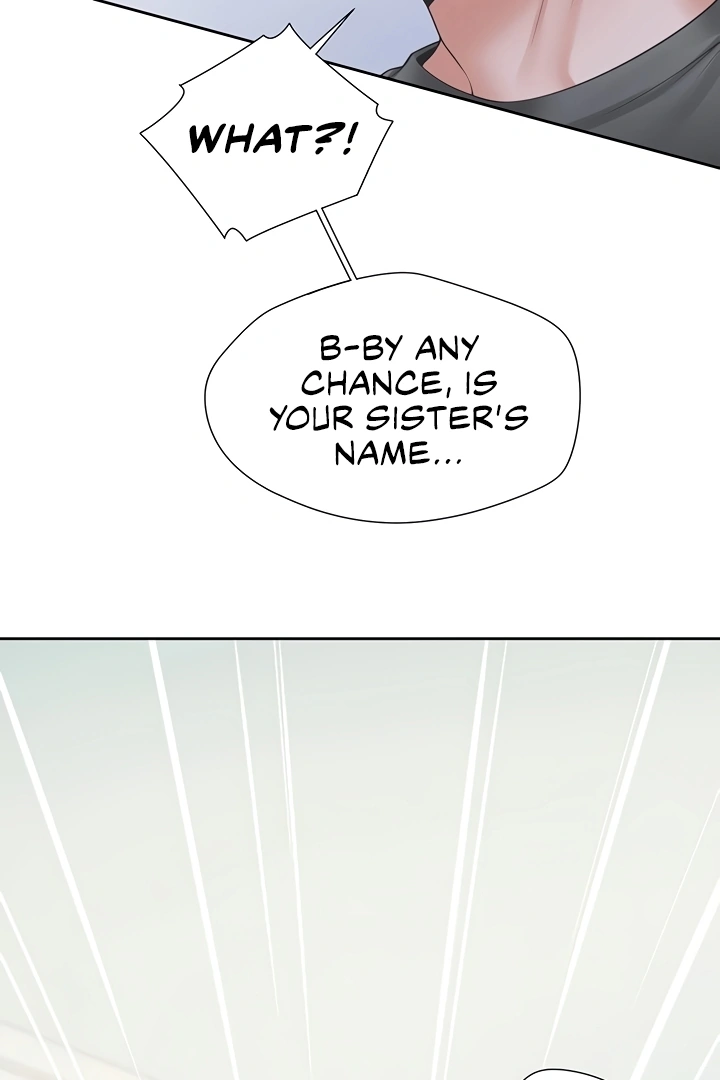 WHAT?!
B-BY ANY
CHANCE, IS
YOUR SISTER'S
NAME...